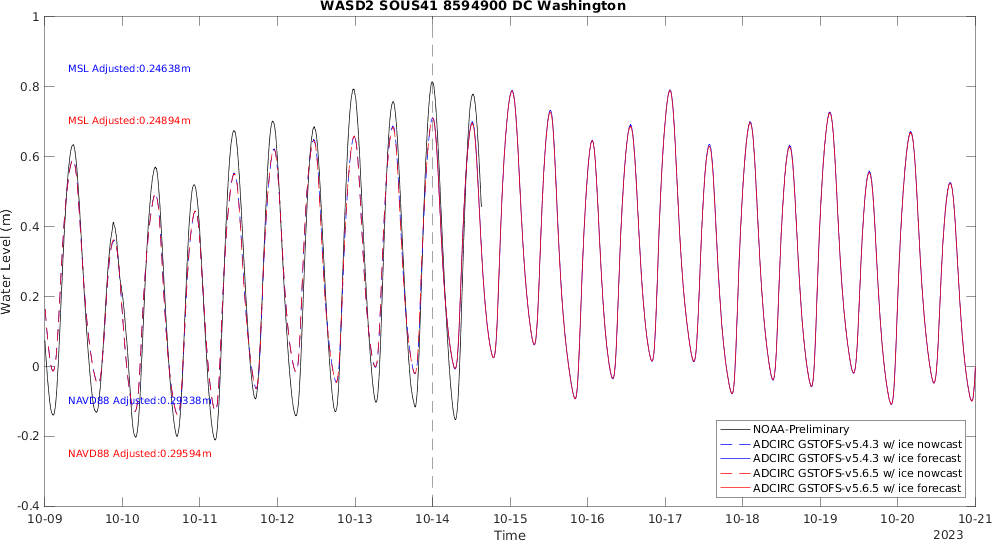 WASD2 SOUS41 8594900 DC Washington
1
0.8
0.6
0.4
0.2
0
-0.2
-0.4
Water Level (m)
MSL Adjusted:0.24638m
MSL Adjusted:0.24894m
NAVD88 Adjusted:0.29338m
NAVD88 Adjusted:0.29594m
NOAA-Preliminary
ADCIRC GSTOFS-v5.4.3 w/ ice nowcast
ADCIRC GSTOFS-v5.4.3 w/ ice forecast
ADCIRC GSTOFS-v5.6.5 w/ ice nowcast
ADCIRC GSTOFS-v5.6.5 w/ ice forecast
10-09 10-10 10-11 10-12 10-13 10-14 10-15 10-16 10-17 10-18 10-19 10-20 10-21
Time
2023